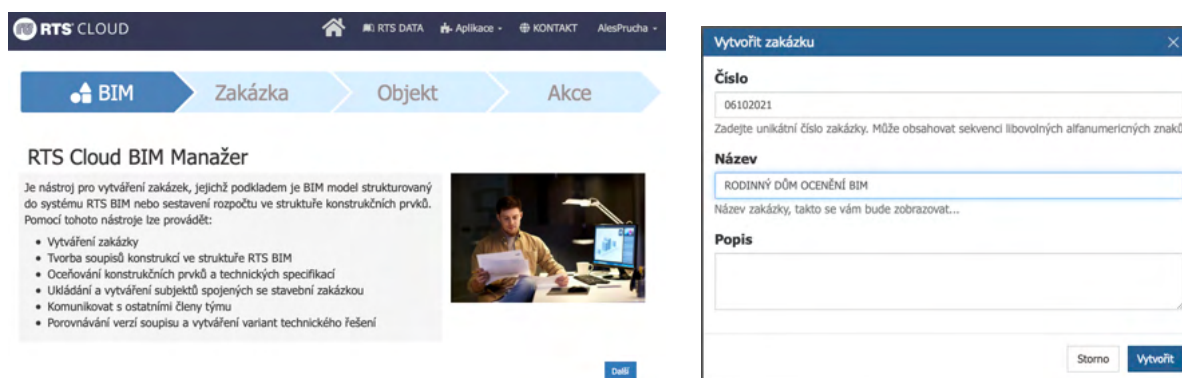 RTS CLOUD
RTS DATA Aplikace KONTAKT AlesPrucha
BIM Zakázka Objekt Akce
RTS Cloud BIM Manažer
Je nástroj pro vytváření zakázek, jejichž podkladem je BIM model strukturovaný
do systému RTS BIM nebo sestavení rozpočtu ve struktuře konstrukčních prvků.
Pomocí tohoto nástroje lze provádět:
• Vytváření zakázky
• Tvorba soupisů konstrukcí ve struktuře RTS BIM
• Oceňování konstrukčních prvků a technických specifikací
• Ukládání a vytváření subjektů spojených se stavební zakázkou
• Komunikovat s ostatními členy týmu
• Porovnávání verzí soupisu a vytváření variant technického řešení
Další
Vytvořit zakázku
Číslo
06102021
Zadejte unikátní číslo zakázky. Může obsahovat sekvenci libovolných alfanumericných znaků
Název
RODINNÝ DŮM OCENĚNÍ BIM
Název zakázky, takto se vám bude zobrazovat...
Popis
Storno Vytvořit